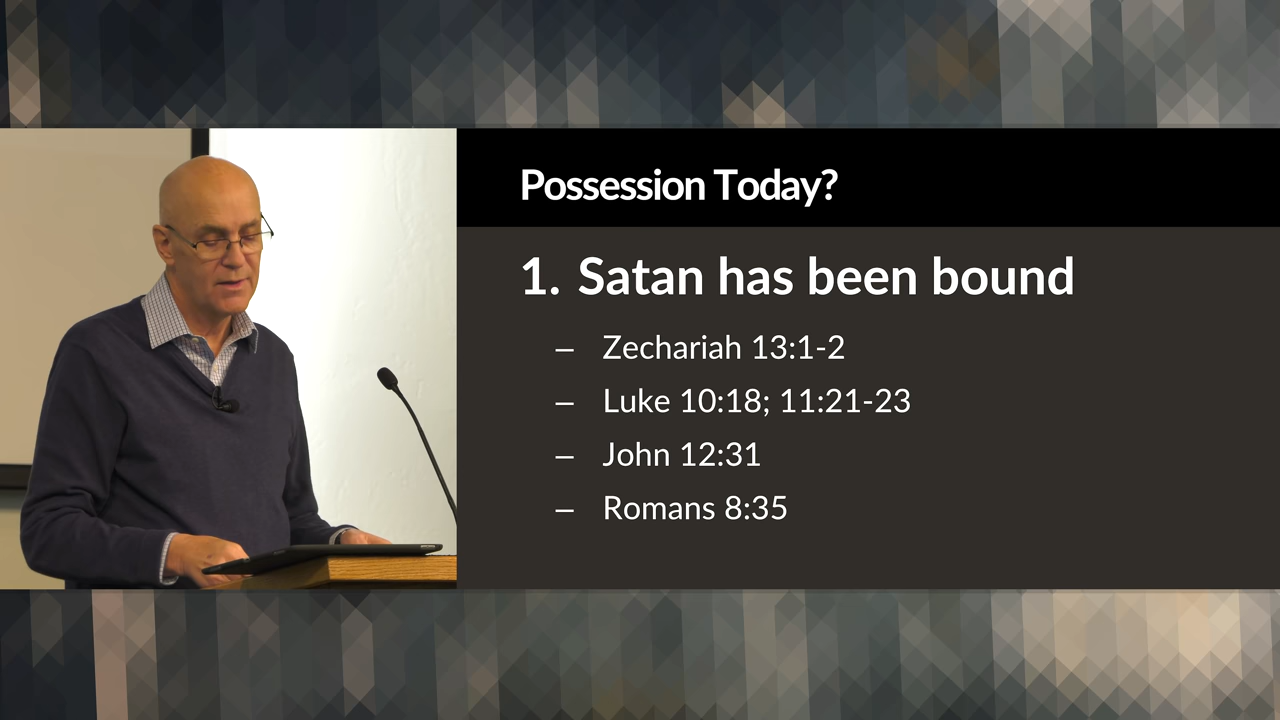 Possession Today?
1. Satan has been bound
– Zechariah 13:1-2
– Luke 10:18; 11:21-23
– John 12:31
– Romans 8:35